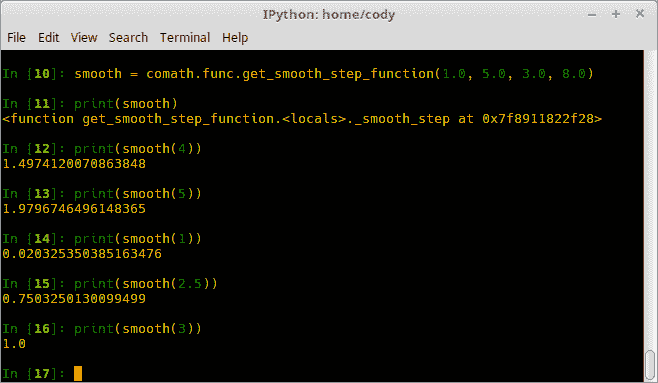 IPython: home/cody
File Edit View Search Terminal Help
In [10]: smooth = comath.func.get_smooth_step_function(1.0, 5.0, 3.0, 8.0)
In [11]: print(smooth)
<function get_smooth_step_function.<locals>._smooth_step at 0x7f8911822f28>
In [12]: print(smooth(4))
1.4974120070863848
In [13]: print(smooth(5))
1.9796746496148365
In [14]: print(smooth(1))
0.020325350385163476
In [15]: print(smooth(2.5))
0.7503250130099499
In [16]: print(smooth(3))
1.0
In [17]: